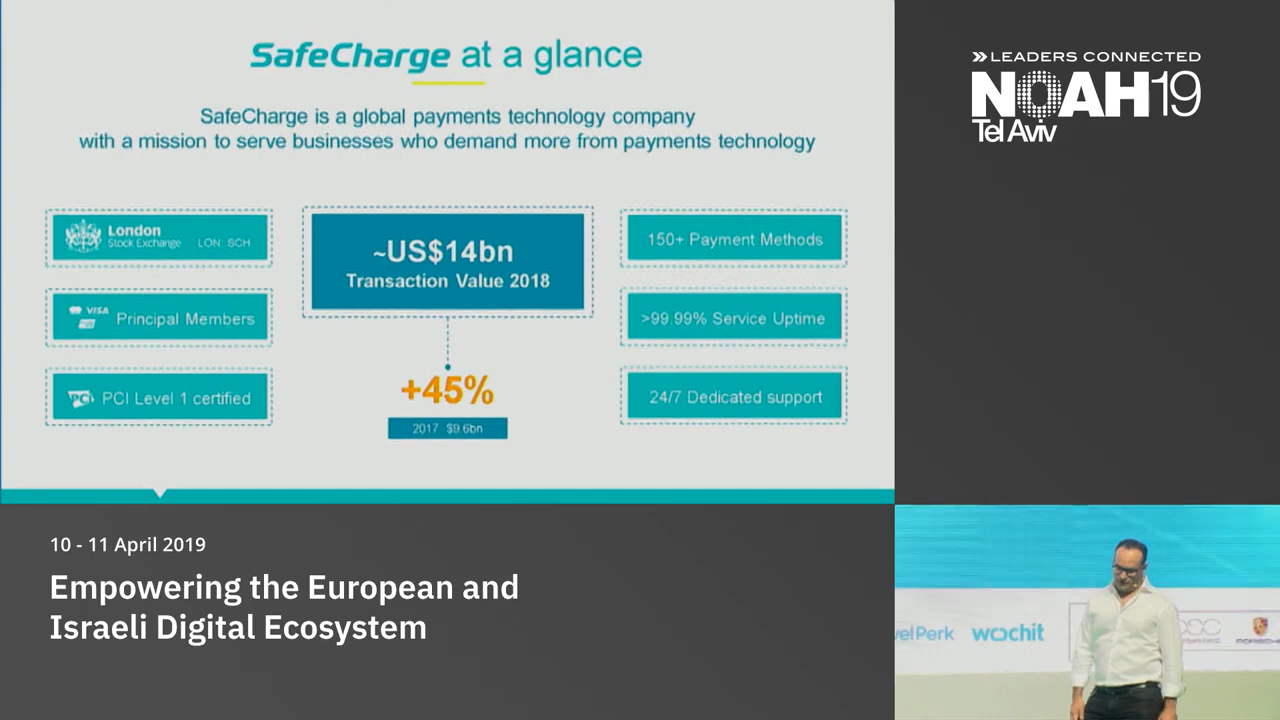 SafeCharge at a glance
SafeCharge is a global payments technology company
with a mission to serve businesses who demand more from payments technology
London
Stock Exchange LON SCH
VISA Principal Members
PCI PCI Level 1 certified
~US$14bn
Transaction Value 2018
+45%
2017 $9.6bn
150+ Payment Methods
>99.99% Service Uptime
24/7 Dedicated support
LEADERS CONNECTED
NOAH19
Tel Aviv
10 - 11 April 2019
Empowering the European and
Israeli Digital Ecosystem
velPerk wochit
PORSCHE